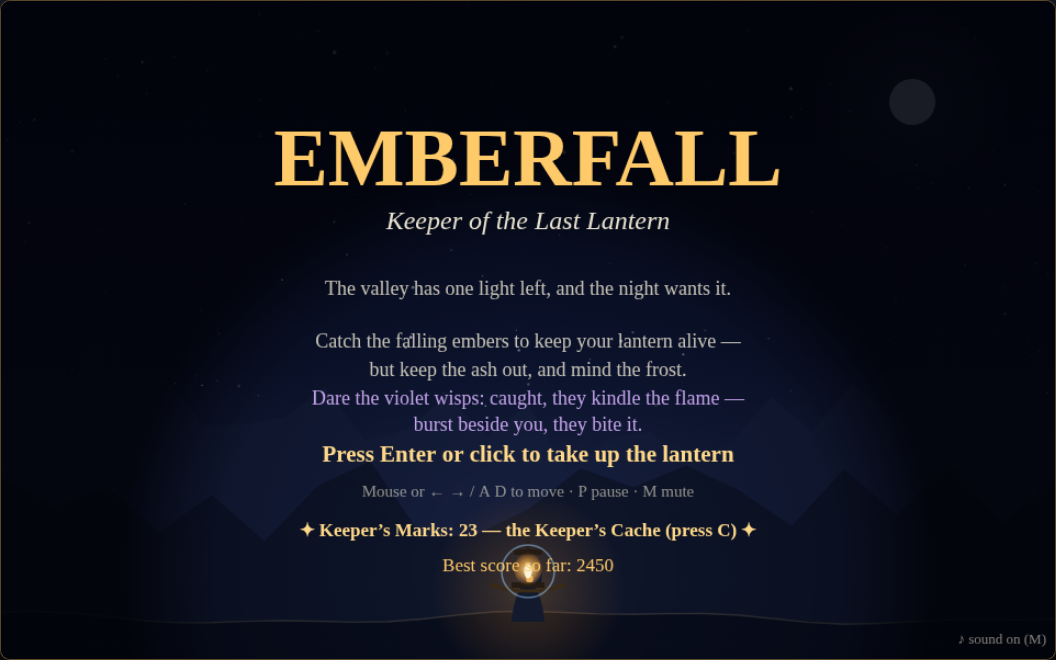 EMBERFALL
Keeper of the Last Lantern
The valley has one light left, and the night wants it.
Catch the falling embers to keep your lantern alive —
but keep the ash out, and mind the frost.
Dare the violet wisps: caught, they kindle the flame —
burst beside you, they bite it.
Press Enter or click to take up the lantern
Mouse or ← → / A D to move · P pause · M mute
✦ Keeper’s Marks: 23 — the Keeper’s Cache (press C) ✦
Best score so far: 2450
♪ sound on (M)